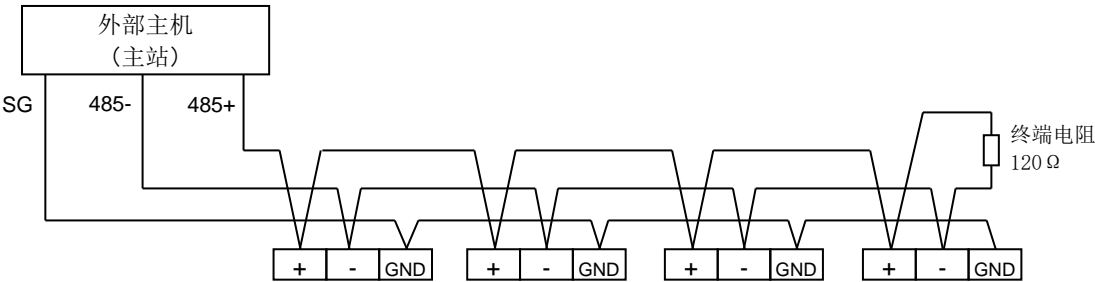 外部主机
(主站)
SG
485-
485+
终端电阻
120Ω
+ - GND
+ - GND
+ - GND
+ - GND